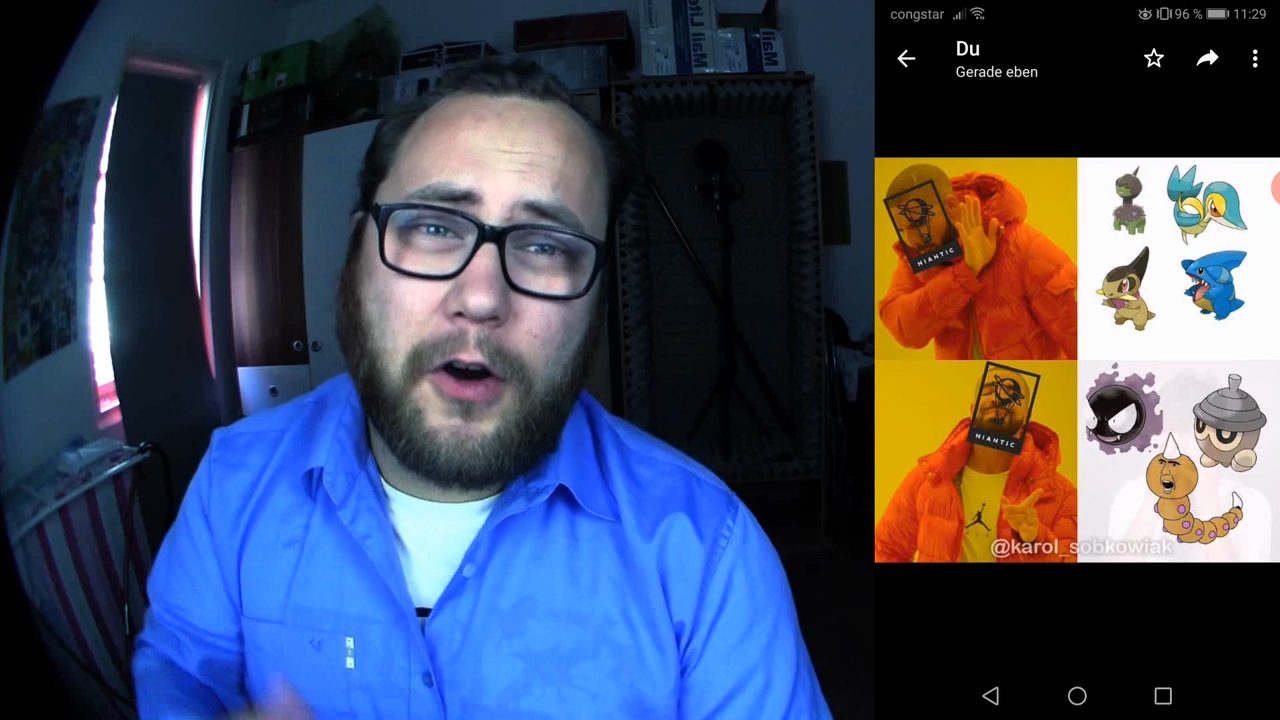 congstar
96 %
11:29
Du
Gerade eben
NIANTIC
NIANTIC
@karol_sobkowiak